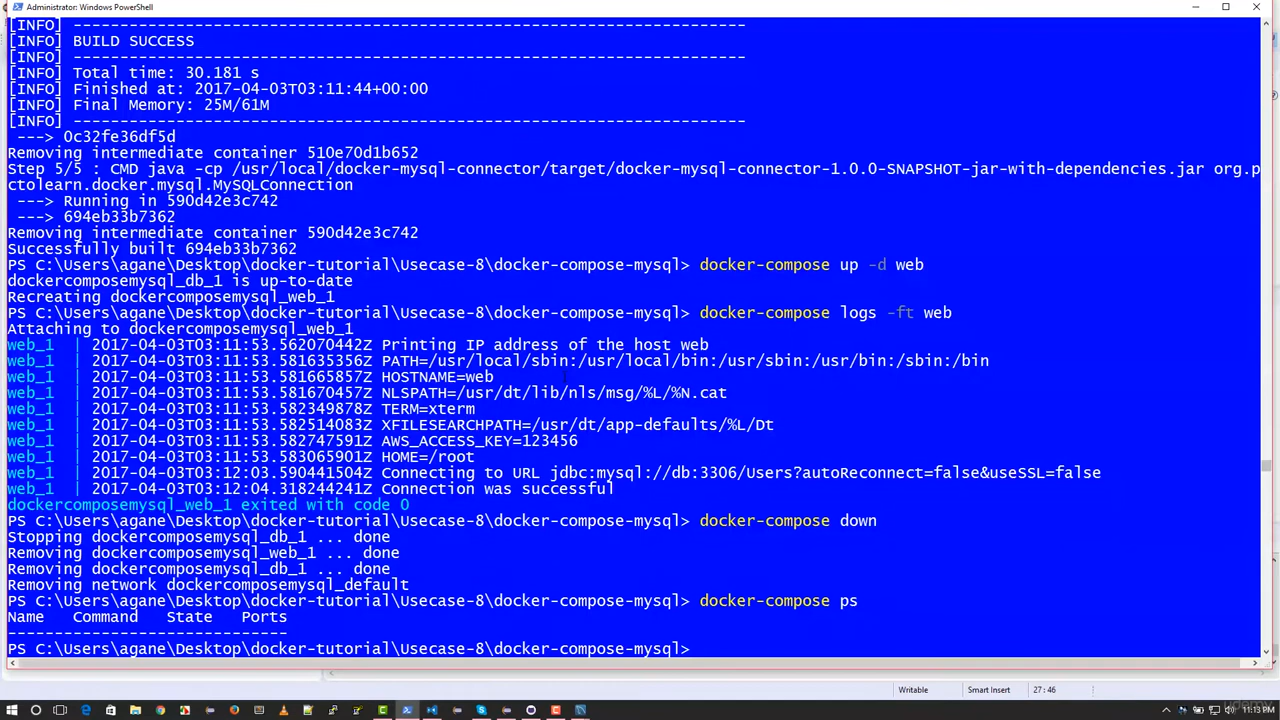 Administrator: Windows PowerShell
[INFO] ------------------------------------------------------------------------
[INFO] BUILD SUCCESS
[INFO] ------------------------------------------------------------------------
[INFO] Total time: 30.181 s
[INFO] Finished at: 2017-04-03T03:11:44+00:00
[INFO] Final Memory: 25M/61M
[INFO] ------------------------------------------------------------------------
 ---> 0c32fe36df5d
Removing intermediate container 510e70d1b652
Step 5/5 : CMD java -cp /usr/local/docker-mysql-connector/target/docker-mysql-connector-1.0.0-SNAPSHOT-jar-with-dependencies.jar org.p
ctolearn.docker.mysql.MySQLConnection
 ---> Running in 590d42e3c742
 ---> 694eb33b7362
Removing intermediate container 590d42e3c742
Successfully built 694eb33b7362
PS C:\Users\agane\Desktop\docker-tutorial\Usecase-8\docker-compose-mysql> docker-compose up -d web
dockercomposemysql_db_1 is up-to-date
Recreating dockercomposemysql_web_1
PS C:\Users\agane\Desktop\docker-tutorial\Usecase-8\docker-compose-mysql> docker-compose logs -ft web
Attaching to dockercomposemysql_web_1
web_1 | 2017-04-03T03:11:53.562070442Z Printing IP address of the host web
web_1 | 2017-04-03T03:11:53.581635356Z PATH=/usr/local/sbin:/usr/local/bin:/usr/sbin:/usr/bin:/sbin:/bin
web_1 | 2017-04-03T03:11:53.581665857Z HOSTNAME=web
web_1 | 2017-04-03T03:11:53.581670457Z NLSPATH=/usr/dt/lib/nls/msg/%L/%N.cat
web_1 | 2017-04-03T03:11:53.582349878Z TERM=xterm
web_1 | 2017-04-03T03:11:53.582514083Z XFILESEARCHPATH=/usr/dt/app-defaults/%L/Dt
web_1 | 2017-04-03T03:11:53.582747591Z AWS_ACCESS_KEY=123456
web_1 | 2017-04-03T03:11:53.583065901Z HOME=/root
web_1 | 2017-04-03T03:12:03.590441504Z Connecting to URL jdbc:mysql://db:3306/Users?autoReconnect=false&useSSL=false
web_1 | 2017-04-03T03:12:04.318244241Z Connection was successful
dockercomposemysql_web_1 exited with code 0
PS C:\Users\agane\Desktop\docker-tutorial\Usecase-8\docker-compose-mysql> docker-compose down
Stopping dockercomposemysql_db_1 ... done
Removing dockercomposemysql_web_1 ... done
Removing dockercomposemysql_db_1 ... done
Removing network dockercomposemysql_default
PS C:\Users\agane\Desktop\docker-tutorial\Usecase-8\docker-compose-mysql> docker-compose ps
Name Command State Ports
------------------------------
PS C:\Users\agane\Desktop\docker-tutorial\Usecase-8\docker-compose-mysql>
Writable Smart Insert 27 : 46
udemy
11:13 PM